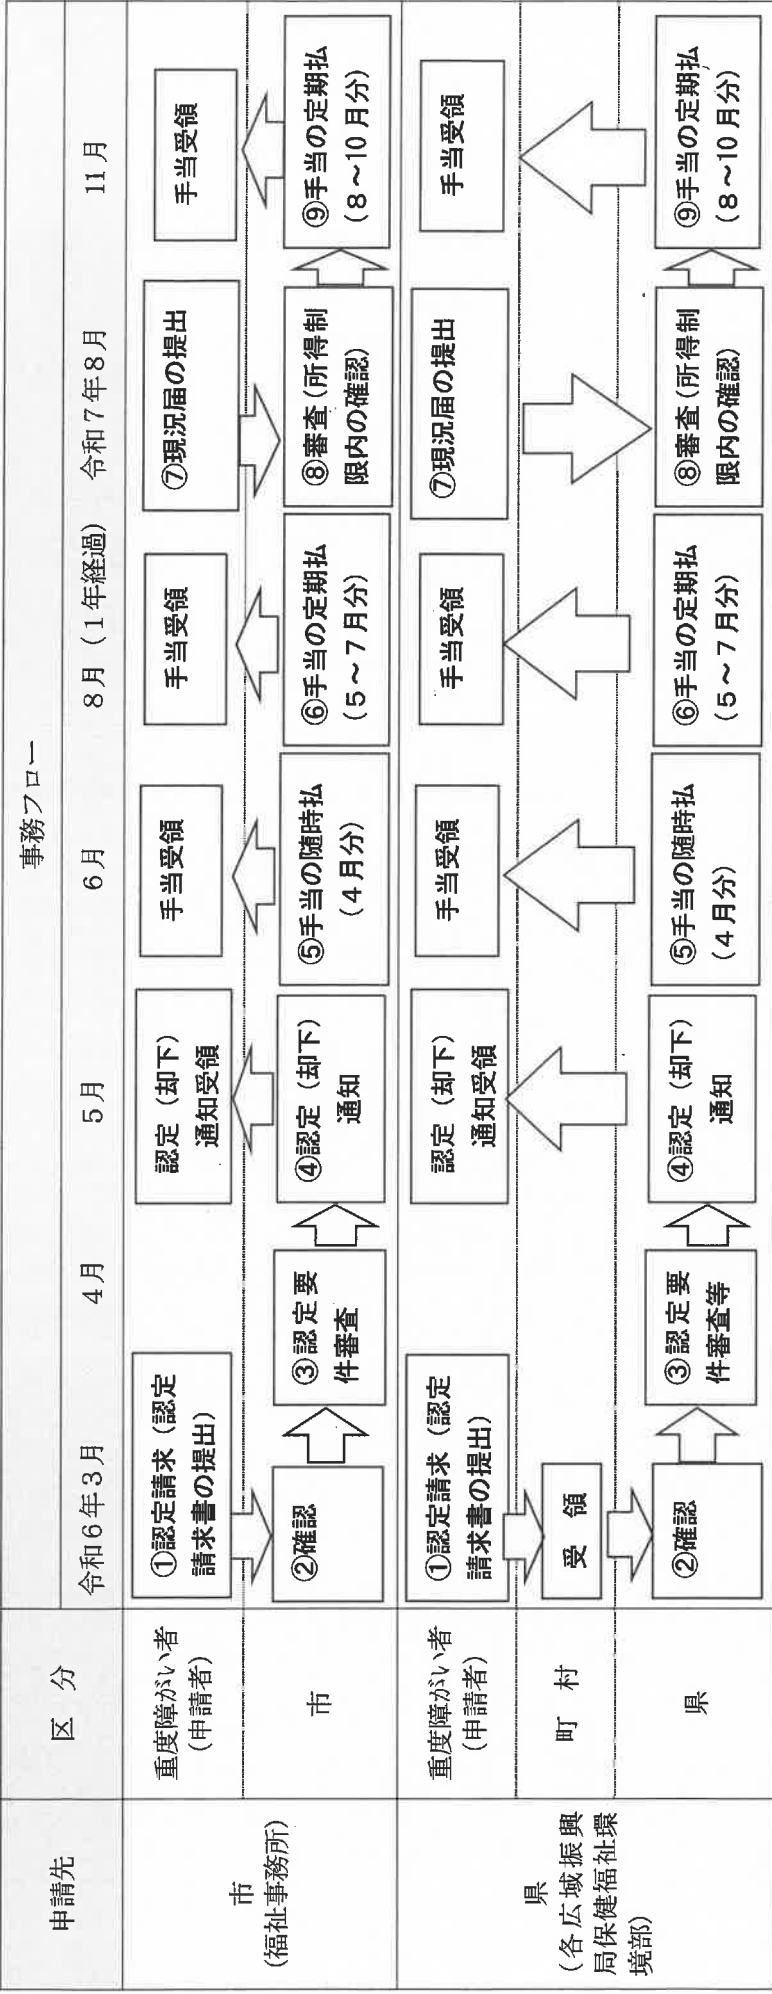 申請先
区　分
事務フロー
令和６年３月
４月
５月
６月
８月（１年経過）
令和７年８月
11月
市
(福祉事務所)
重度障がい者
(申請者)
①認定請求（認定
請求書の提出）
認定（却下）
通知受領
手当受領
手当受領
⑦現況届の提出
手当受領
市
②確認
③認定要
件審査
④認定（却下）
通知
⑤手当の随時払
（４月分）
⑥手当の定期払
（５～７月分）
⑧審査（所得制
限内の確認）
⑨手当の定期払
（８～10月分）
県
（各広域振興
局保健福祉環
境部）
重度障がい者
(申請者)
①認定請求（認定
請求書の提出）
認定（却下）
通知受領
手当受領
手当受領
⑦現況届の提出
手当受領
町　村
受　領
県
②確認
③認定要
件審査等
④認定（却下）
通知
⑤手当の随時払
（４月分）
⑥手当の定期払
（５～７月分）
⑧審査（所得制
限内の確認）
⑨手当の定期払
（８～10月分）